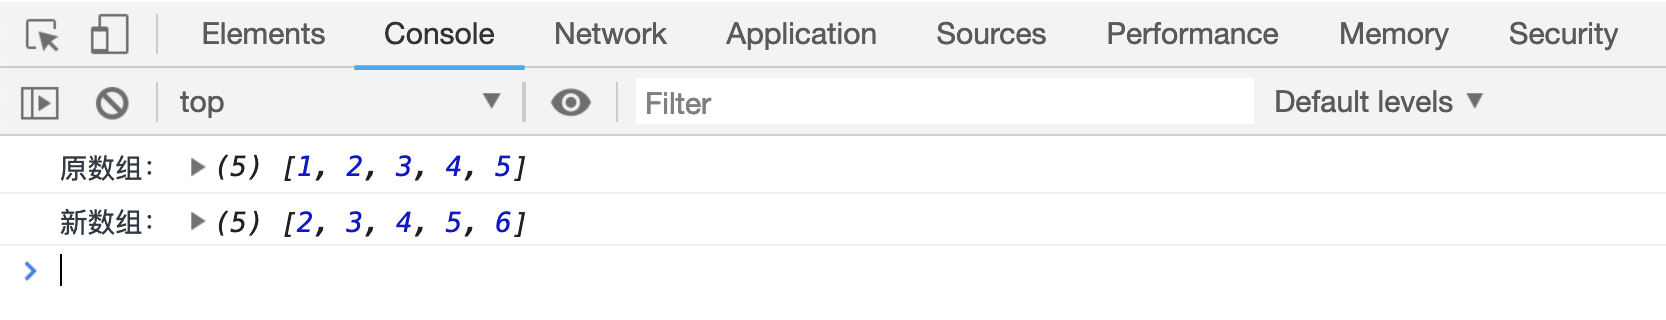 Elements Console Network Application Sources Performance Memory Security
top Filter Default levels
原数组： (5) [1, 2, 3, 4, 5]
新数组： (5) [2, 3, 4, 5, 6]